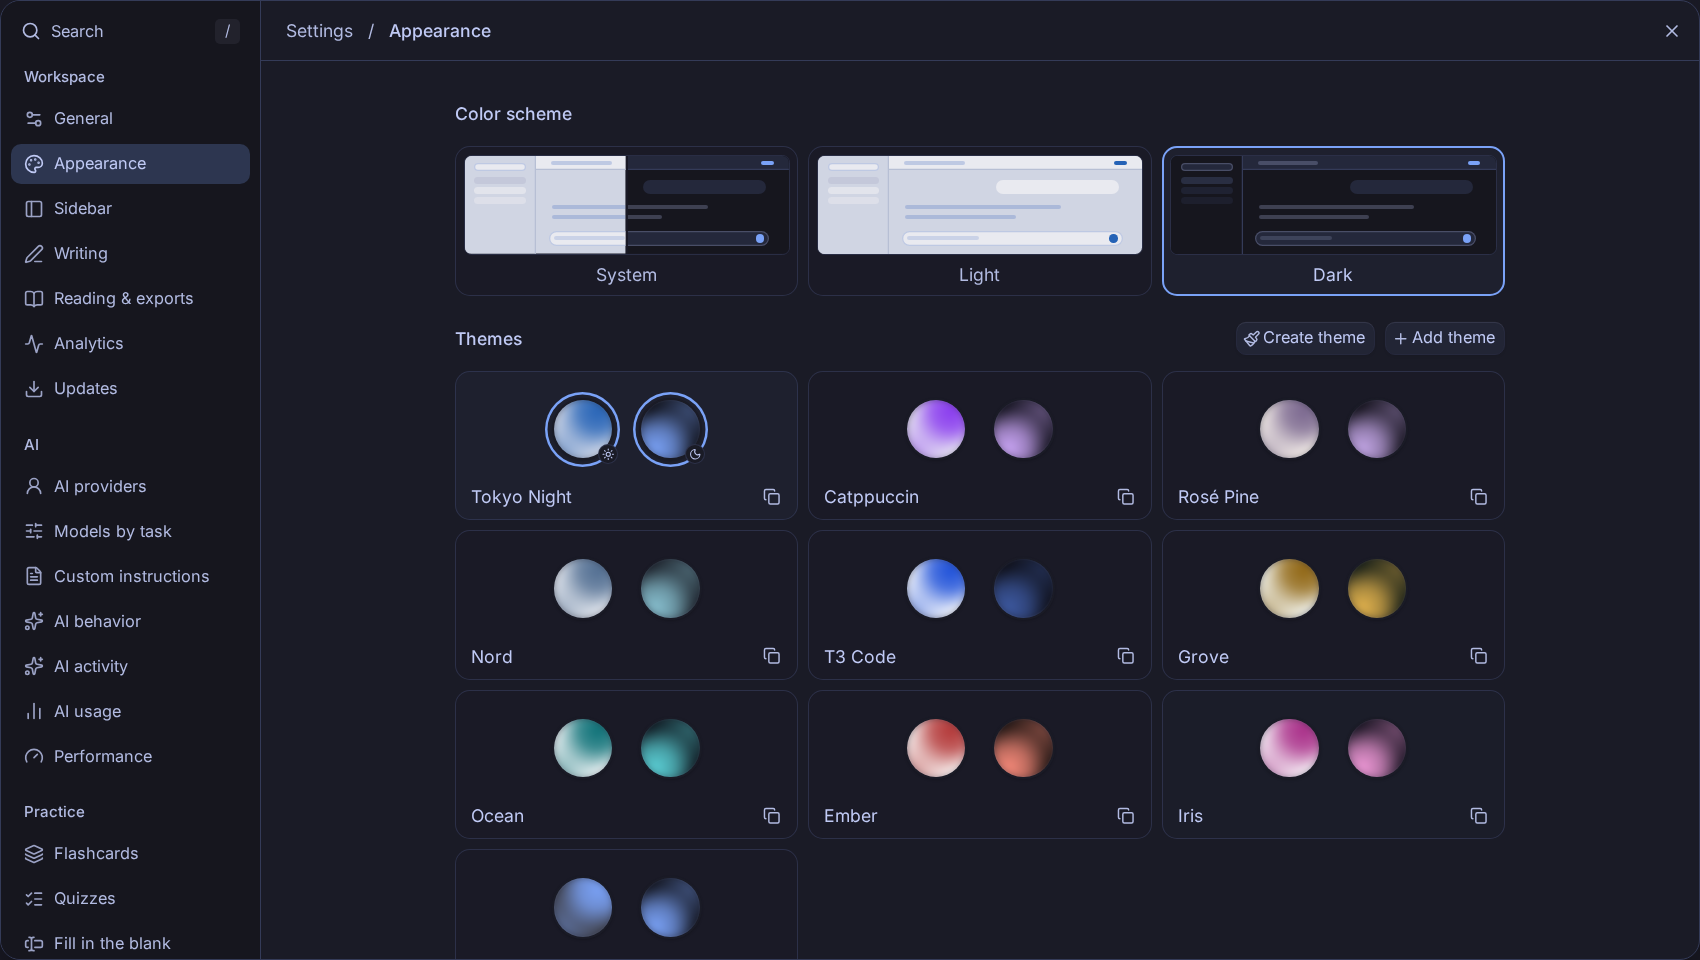 Search /
Workspace
General
Appearance
Sidebar
Writing
Reading & exports
Analytics
Updates
AI
AI providers
Models by task
Custom instructions
AI behavior
AI activity
AI usage
Performance
Practice
Flashcards
Quizzes
Fill in the blank
Settings / Appearance
Color scheme
System
Light
Dark
Themes
Create theme
Add theme
Tokyo Night
Catppuccin
Rosé Pine
Nord
T3 Code
Grove
Ocean
Ember
Iris